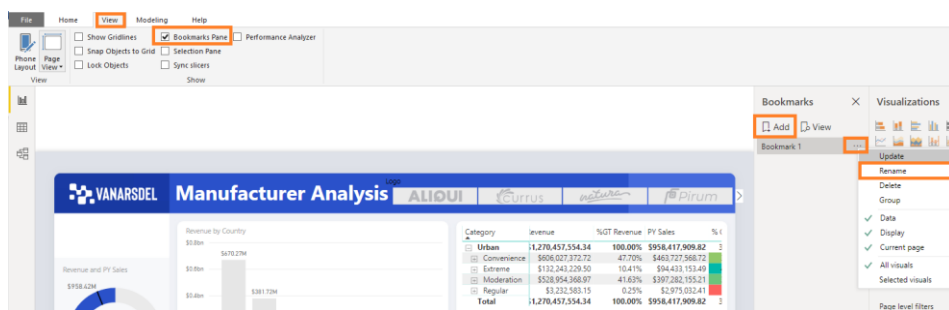 File Home View Modeling Help
Show Gridlines Bookmarks Pane Performance Analyzer
Snap Objects to Grid Selection Pane
Lock Objects Sync slicers
Phone Layout
Page View
View Show
Bookmarks × Visualizations
Add View
Bookmark 1 ...
Update
Rename
Delete
Group
Data
Display
Current page
All visuals
Selected visuals
Page level filters
VANARSDEL Manufacturer Analysis
Logo
ALIQUI Currus natura Pirum
Revenue by Country
$0.8bn
$670.27M
$0.6bn
$0.4bn
$381.72M
Revenue and PY Sales
$958.42M
Category Revenue %GT Revenue PY Sales
Urban $1,270,457,554.34 100.00% $958,417,909.82
Convenience $606,027,372.72 47.70% $463,727,568.72
Extreme $132,243,229.50 10.41% $94,433,153.49
Moderation $528,954,368.97 41.63% $397,282,155.21
Regular $3,232,583.15 0.25% $2,975,032.41
Total $1,270,457,554.34 100.00% $958,417,909.82